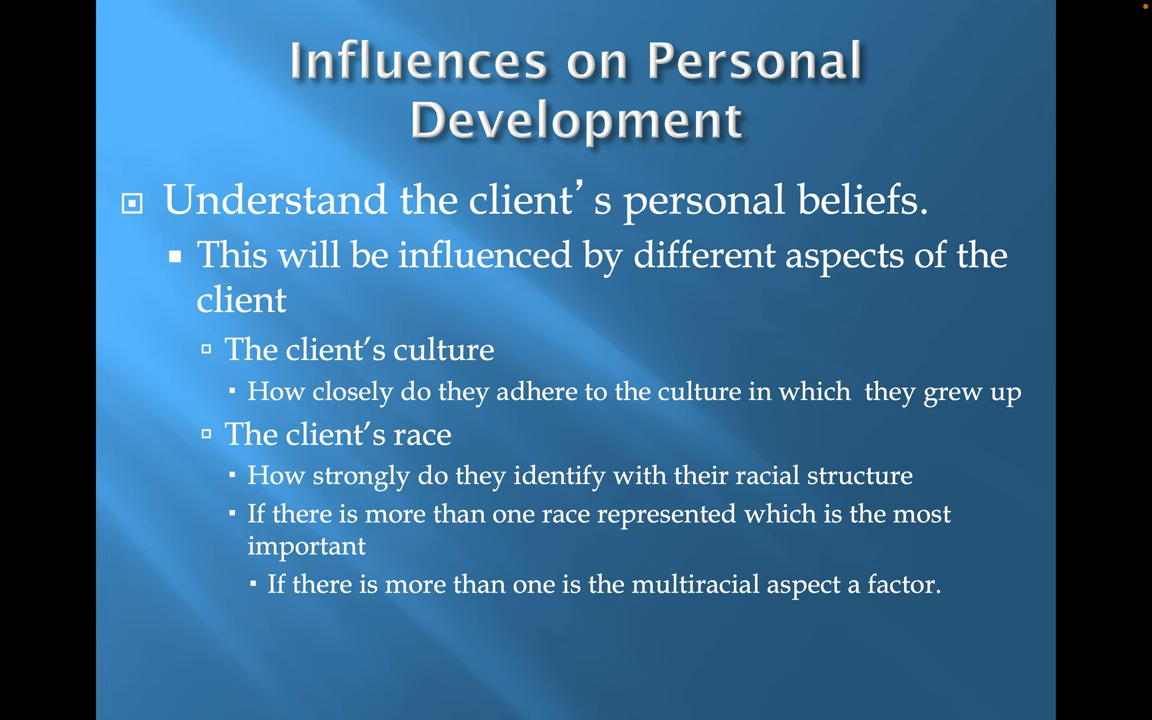 Influences on Personal
Development
Understand the client’s personal beliefs.
This will be influenced by different aspects of the
client
The client’s culture
How closely do they adhere to the culture in which they grew up
The client’s race
How strongly do they identify with their racial structure
If there is more than one race represented which is the most
important
If there is more than one is the multiracial aspect a factor.